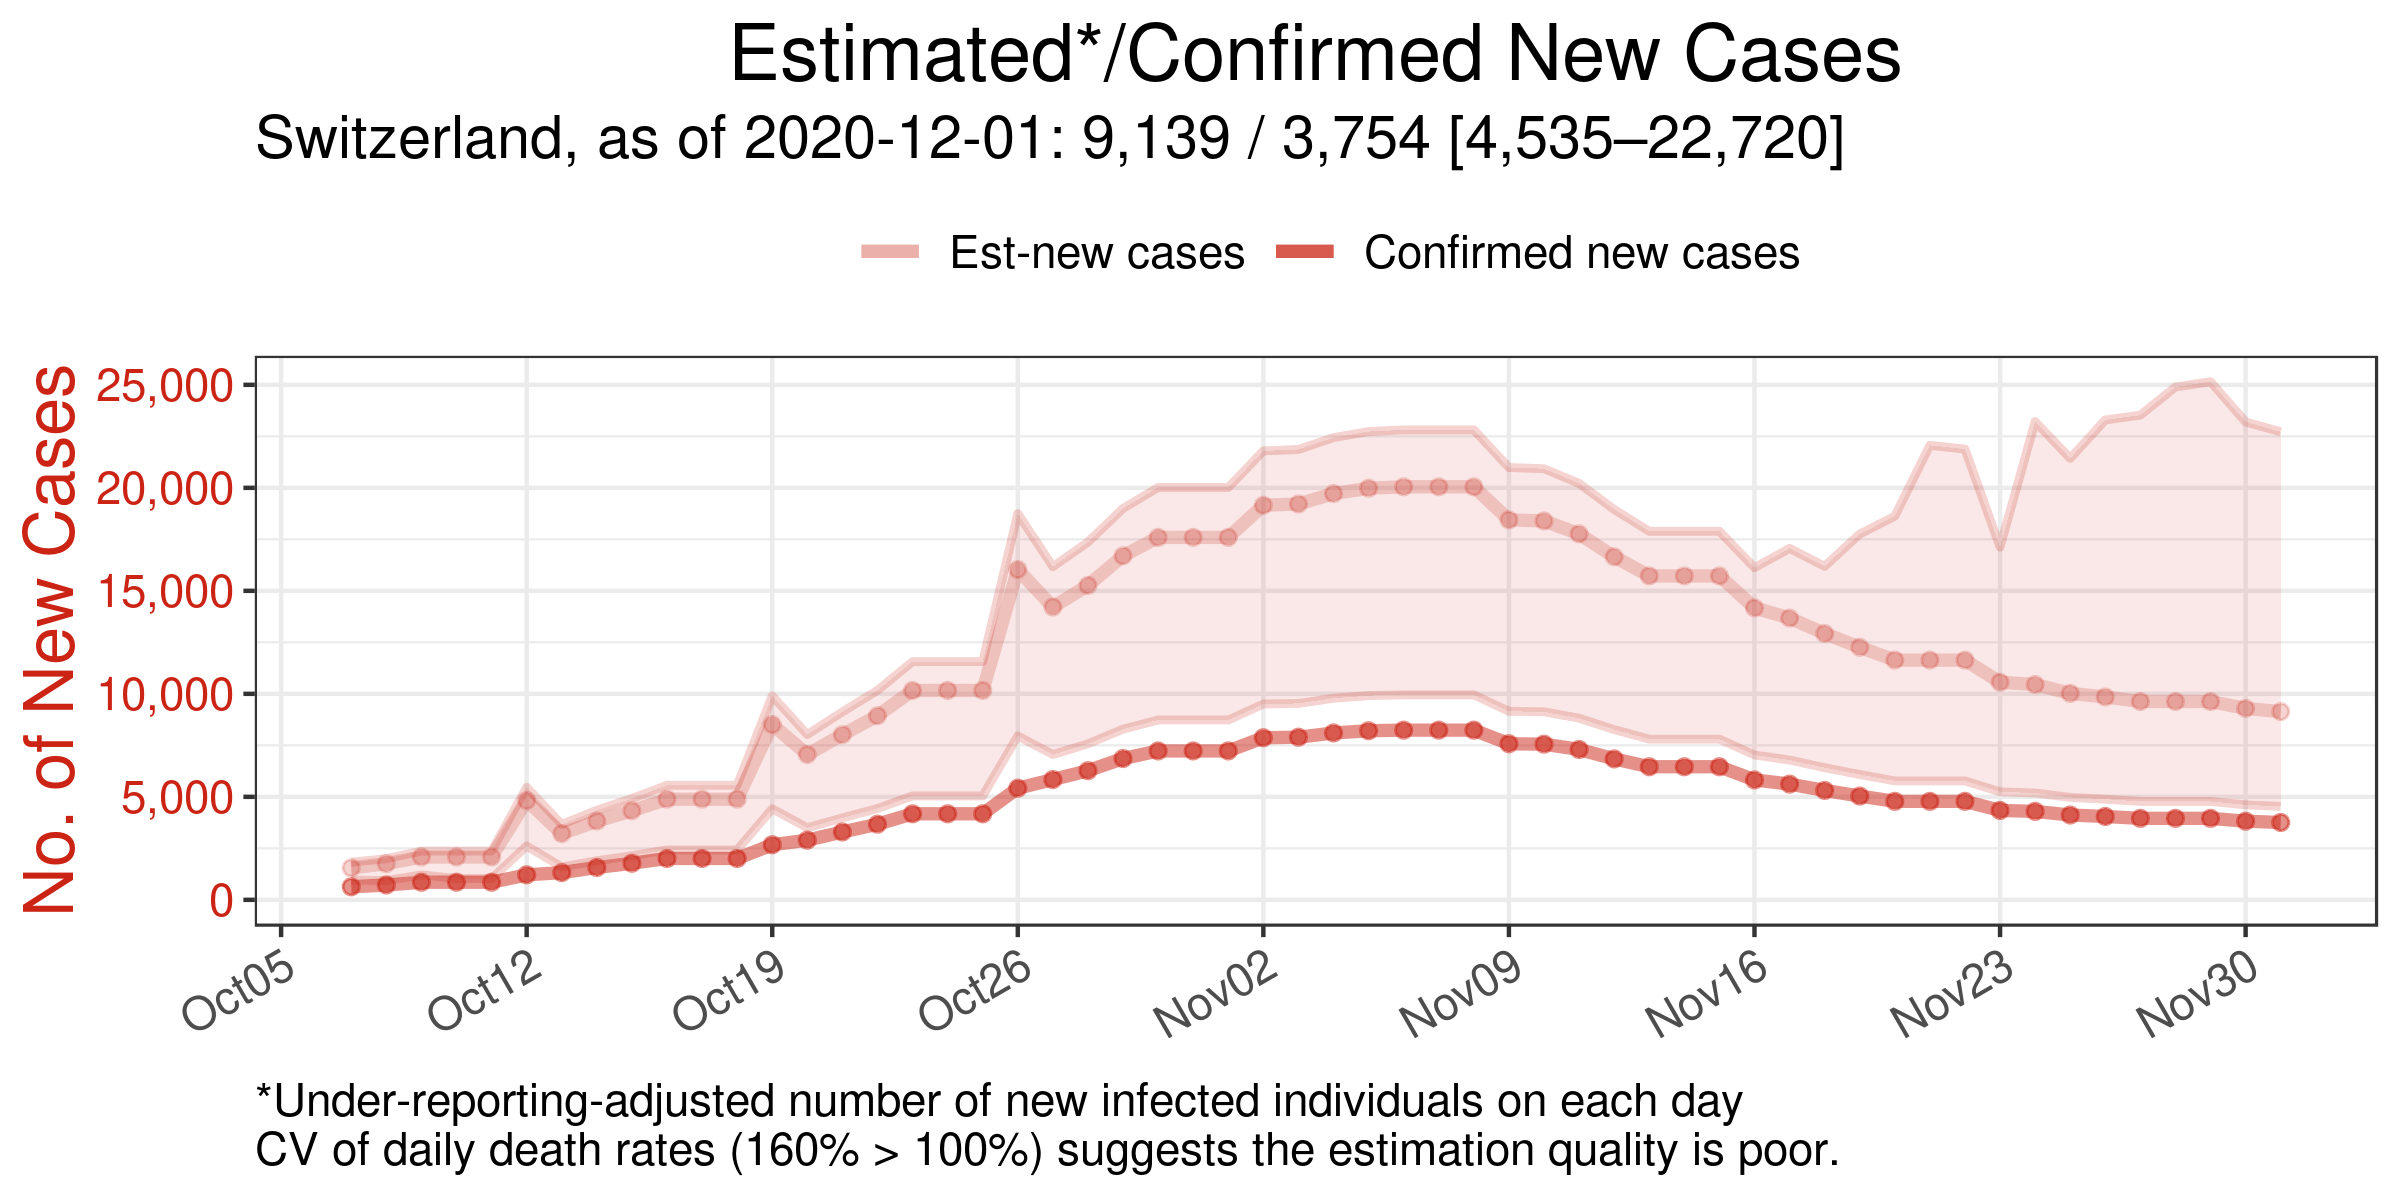 Estimated*/Confirmed New Cases
Switzerland, as of 2020-12-01: 9,139 / 3,754 [4,535–22,720]
Est-new cases
Confirmed new cases
No. of New Cases
25,000
20,000
15,000
10,000
5,000
0
Oct05
Oct12
Oct19
Oct26
Nov02
Nov09
Nov16
Nov23
Nov30
*Under-reporting-adjusted number of new infected individuals on each day
CV of daily death rates (160% > 100%) suggests the estimation quality is poor.